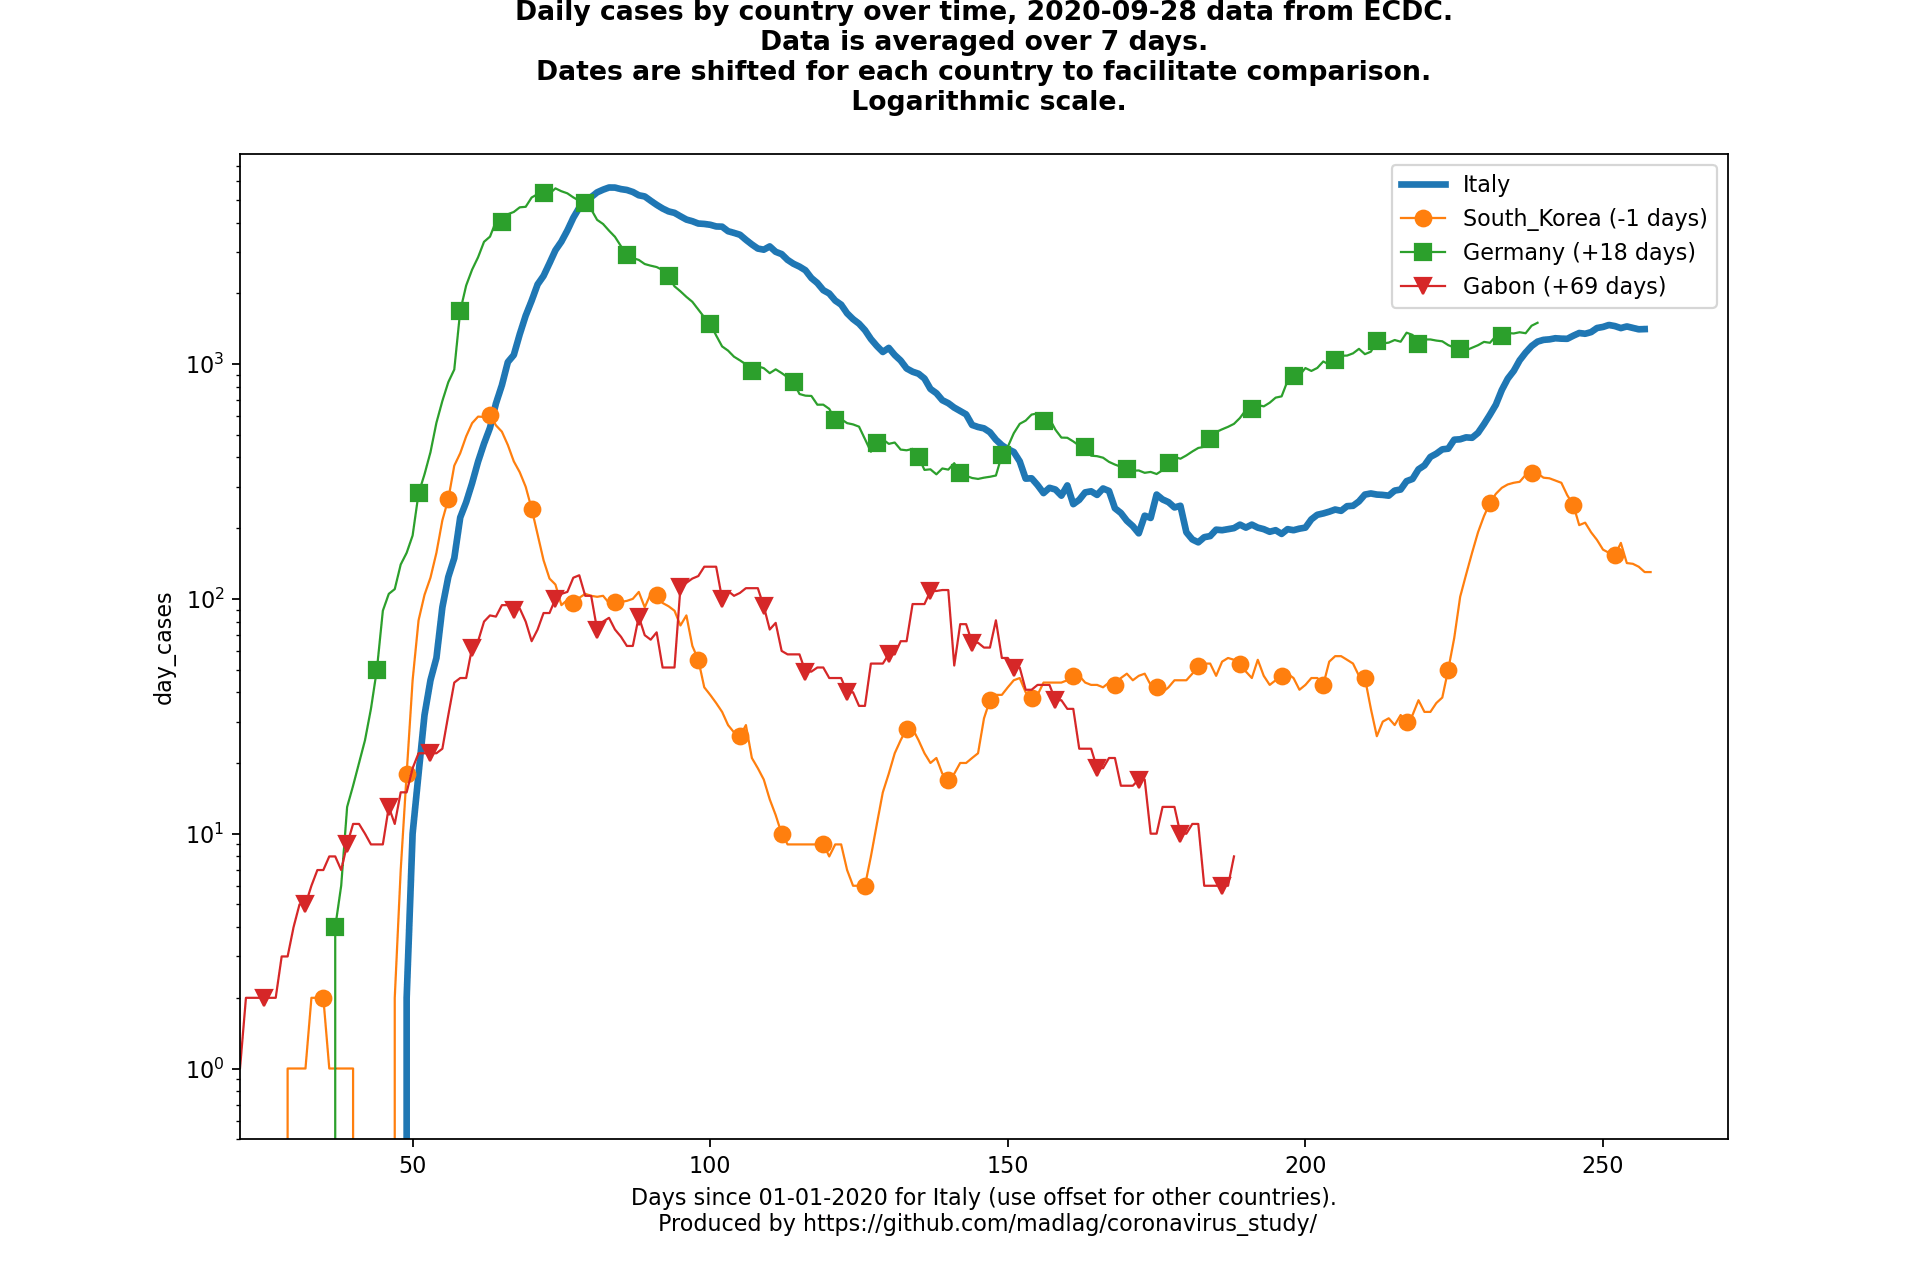 Daily cases by country over time, 2020-09-28 data from ECDC.
Data is averaged over 7 days.
Dates are shifted for each country to facilitate comparison.
Logarithmic scale.
Italy
South_Korea (-1 days)
Germany (+18 days)
Gabon (+69 days)
day_cases
10³
10²
10¹
10⁰
50 100 150 200 250
Days since 01-01-2020 for Italy (use offset for other countries).
Produced by https://github.com/madlag/coronavirus_study/